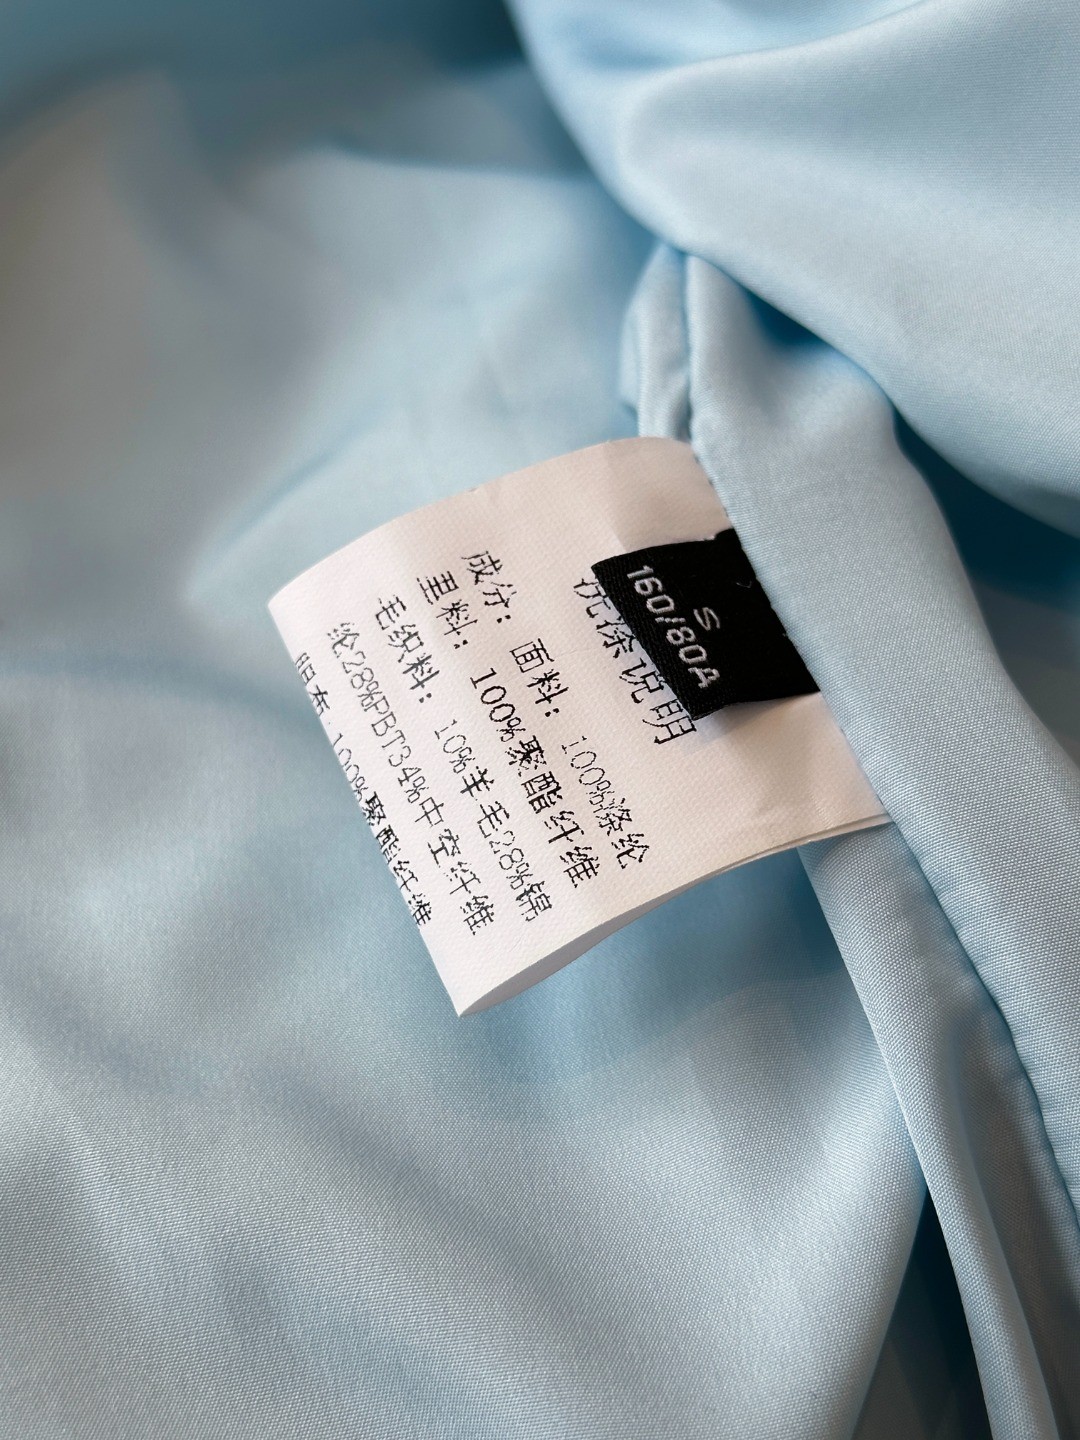 S
160/80A
洗涤说明
成分: 面料: 100%涤纶
里料: 100%聚酯纤维
毛织料: 10%羊毛28%锦
纶28%PBT34%中空纤维
100%聚酯纤维